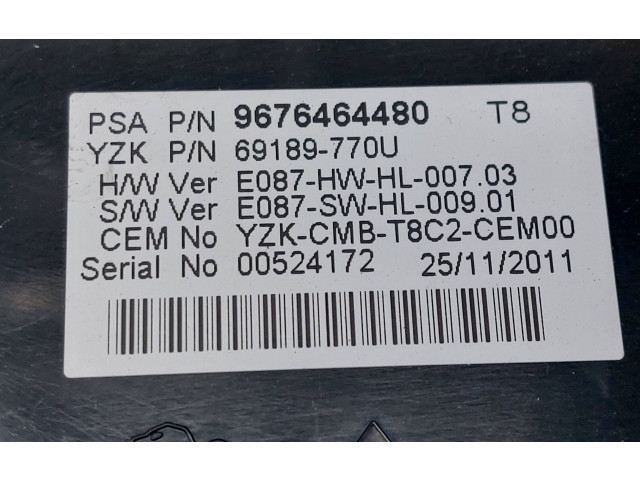 PSA P/N 9676464480 T8
YZK P/N 69189-770U
H/W Ver E087-HW-HL-007.03
S/W Ver E087-SW-HL-009.01
CEM No YZK-CMB-T8C2-CEM00
Serial No 00524172 25/11/2011